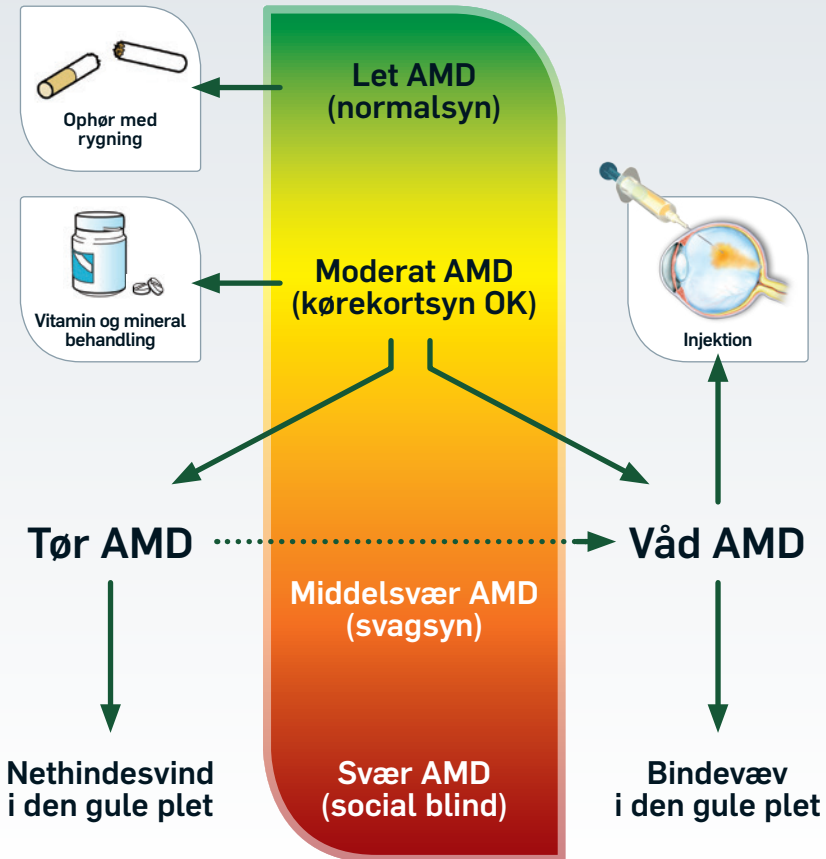 Let AMD
(normalsyn)
Ophør med
rygning
Moderat AMD
(kørekortsyn OK)
Vitamin og mineral
behandling
Injektion
Tør AMD
Våd AMD
Middelsvær AMD
(svagsyn)
Nethindesvind
i den gule plet
Svær AMD
(social blind)
Bindevæv
i den gule plet